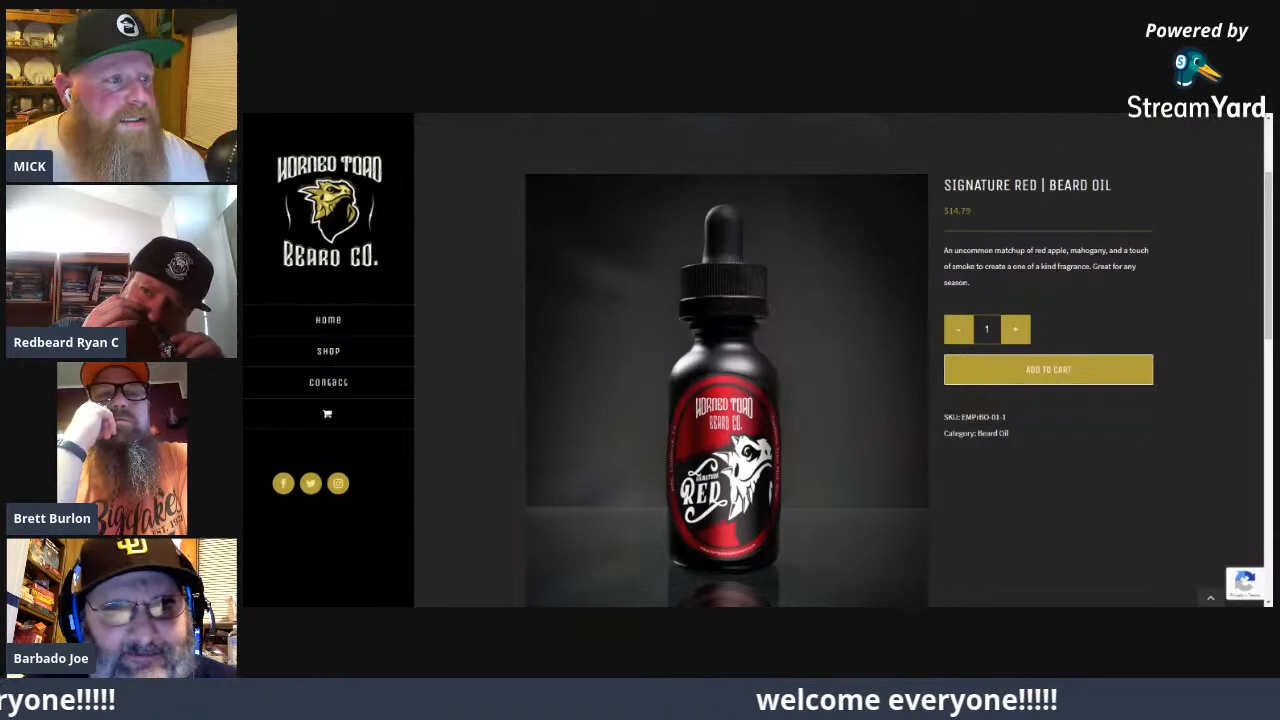 Powered by
StreamYard
MICK
Redbeard Ryan C
Brett Burlon
Barbado Joe
HORNED TOAD
BEARD CO.
HOME
SHOP
CONTACT
SIGNATURE RED | BEARD OIL
$14.79
An uncommon matchup of red apple, mahogany, and a touch
of smoke to create a one of a kind fragrance. Great for any
season.
- 1 +
ADD TO CART
Category: Beard Oil
HORNED TOAD
BEARD CO.
SIGNATURE
RED
ryone!!!!!
welcome everyone!!!!!